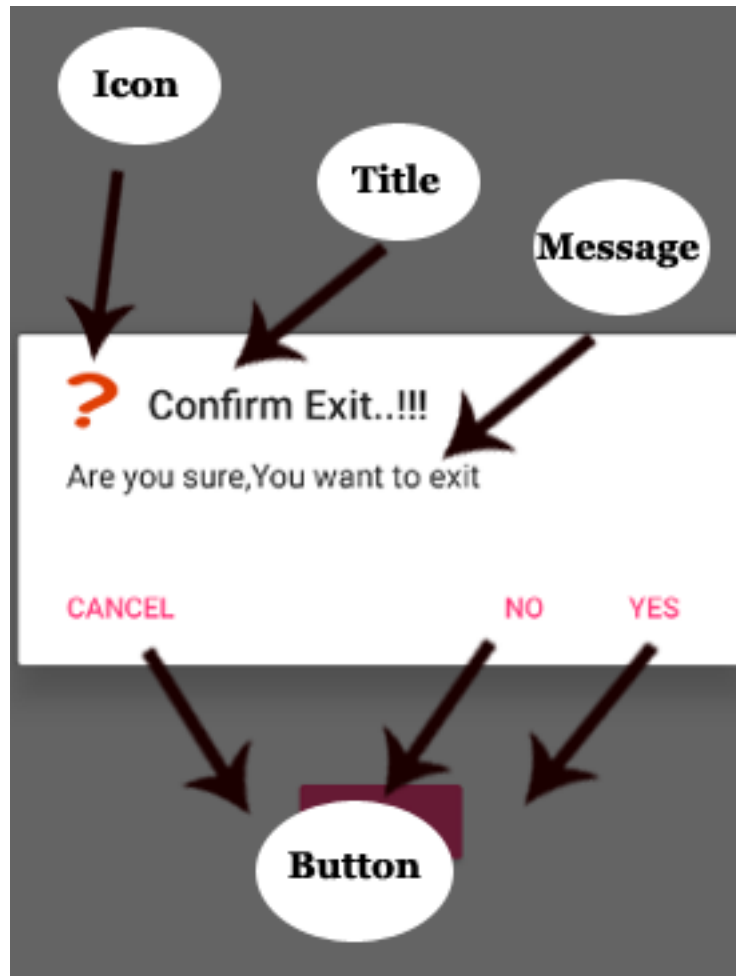 Icon
Title
Message
? Confirm Exit..!!!
Are you sure,You want to exit
CANCEL NO YES
Button